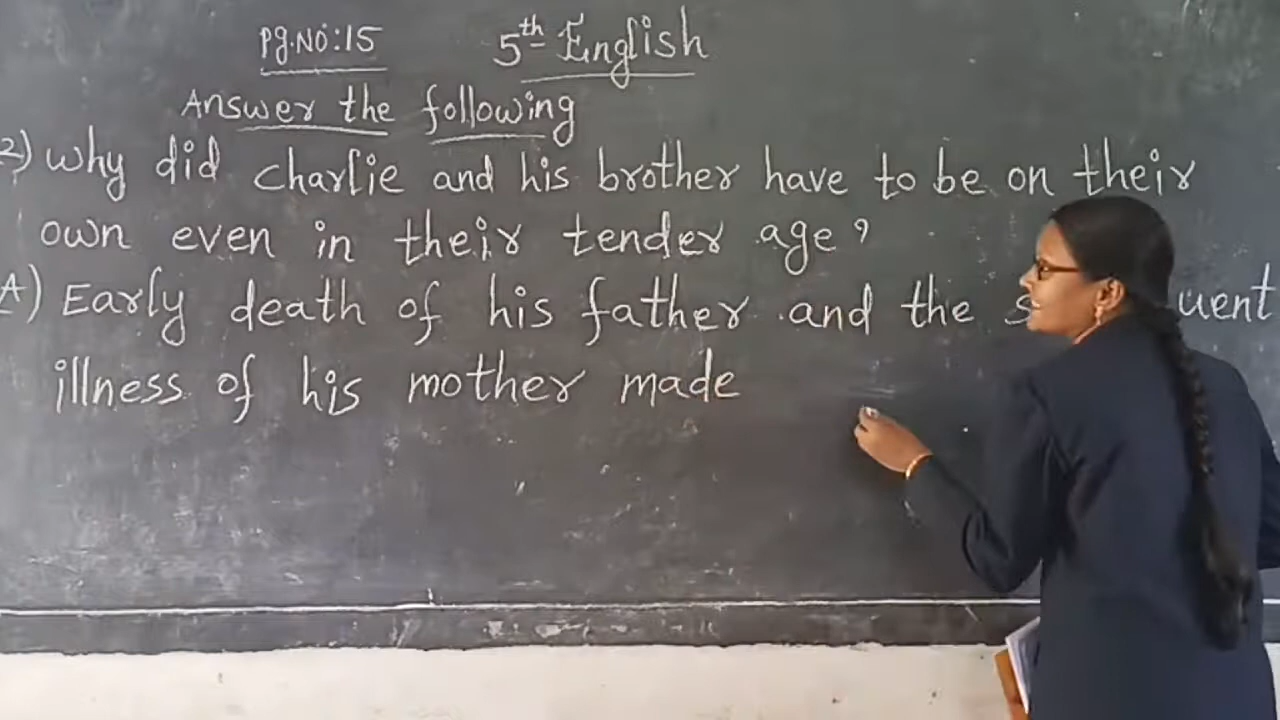 Pg.No:15
5th English
Answer the following
2) why did charlie and his brother have to be on their
own even in their tender age?
A) Early death of his father and the uent
illness of his mother made